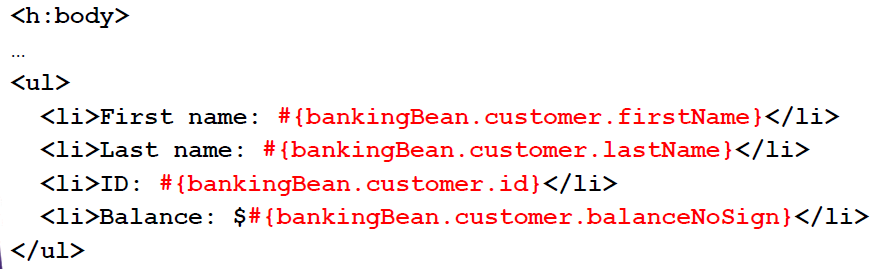 <h:body>
...
<ul>
  <li>First name: #{bankingBean.customer.firstName}</li>
  <li>Last name: #{bankingBean.customer.lastName}</li>
  <li>ID: #{bankingBean.customer.id}</li>
  <li>Balance: $#{bankingBean.customer.balanceNoSign}</li>
</ul>